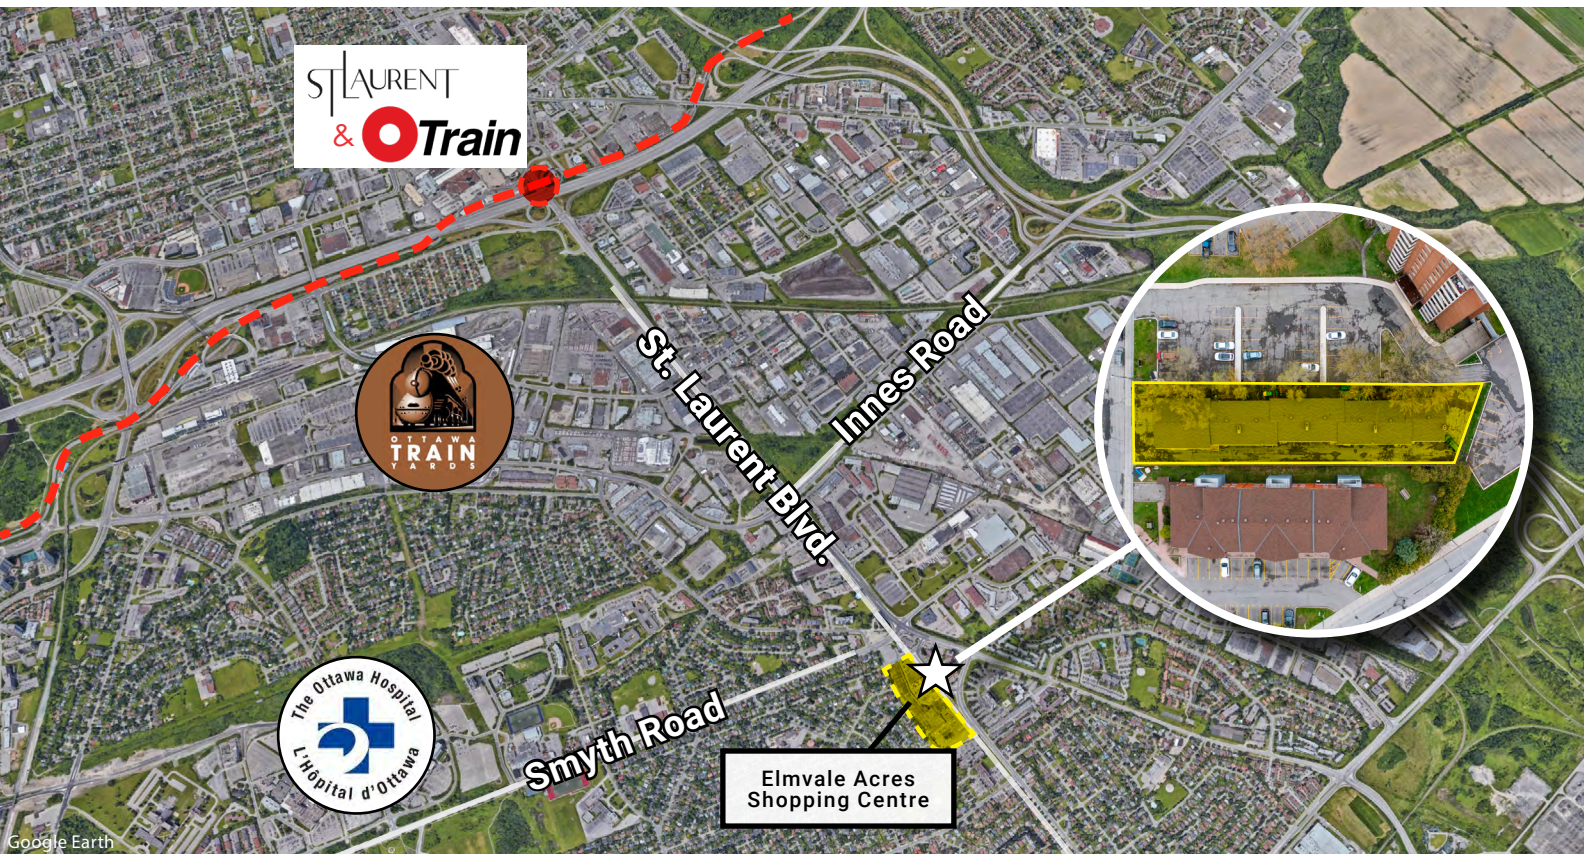 ST LAURENT
& O Train
OTTAWA
TRAIN
YARDS
St. Laurent Blvd.
Innes Road
The Ottawa Hospital
L'Hôpital d'Ottawa
Smyth Road
Elmvale Acres
Shopping Centre
Google Earth